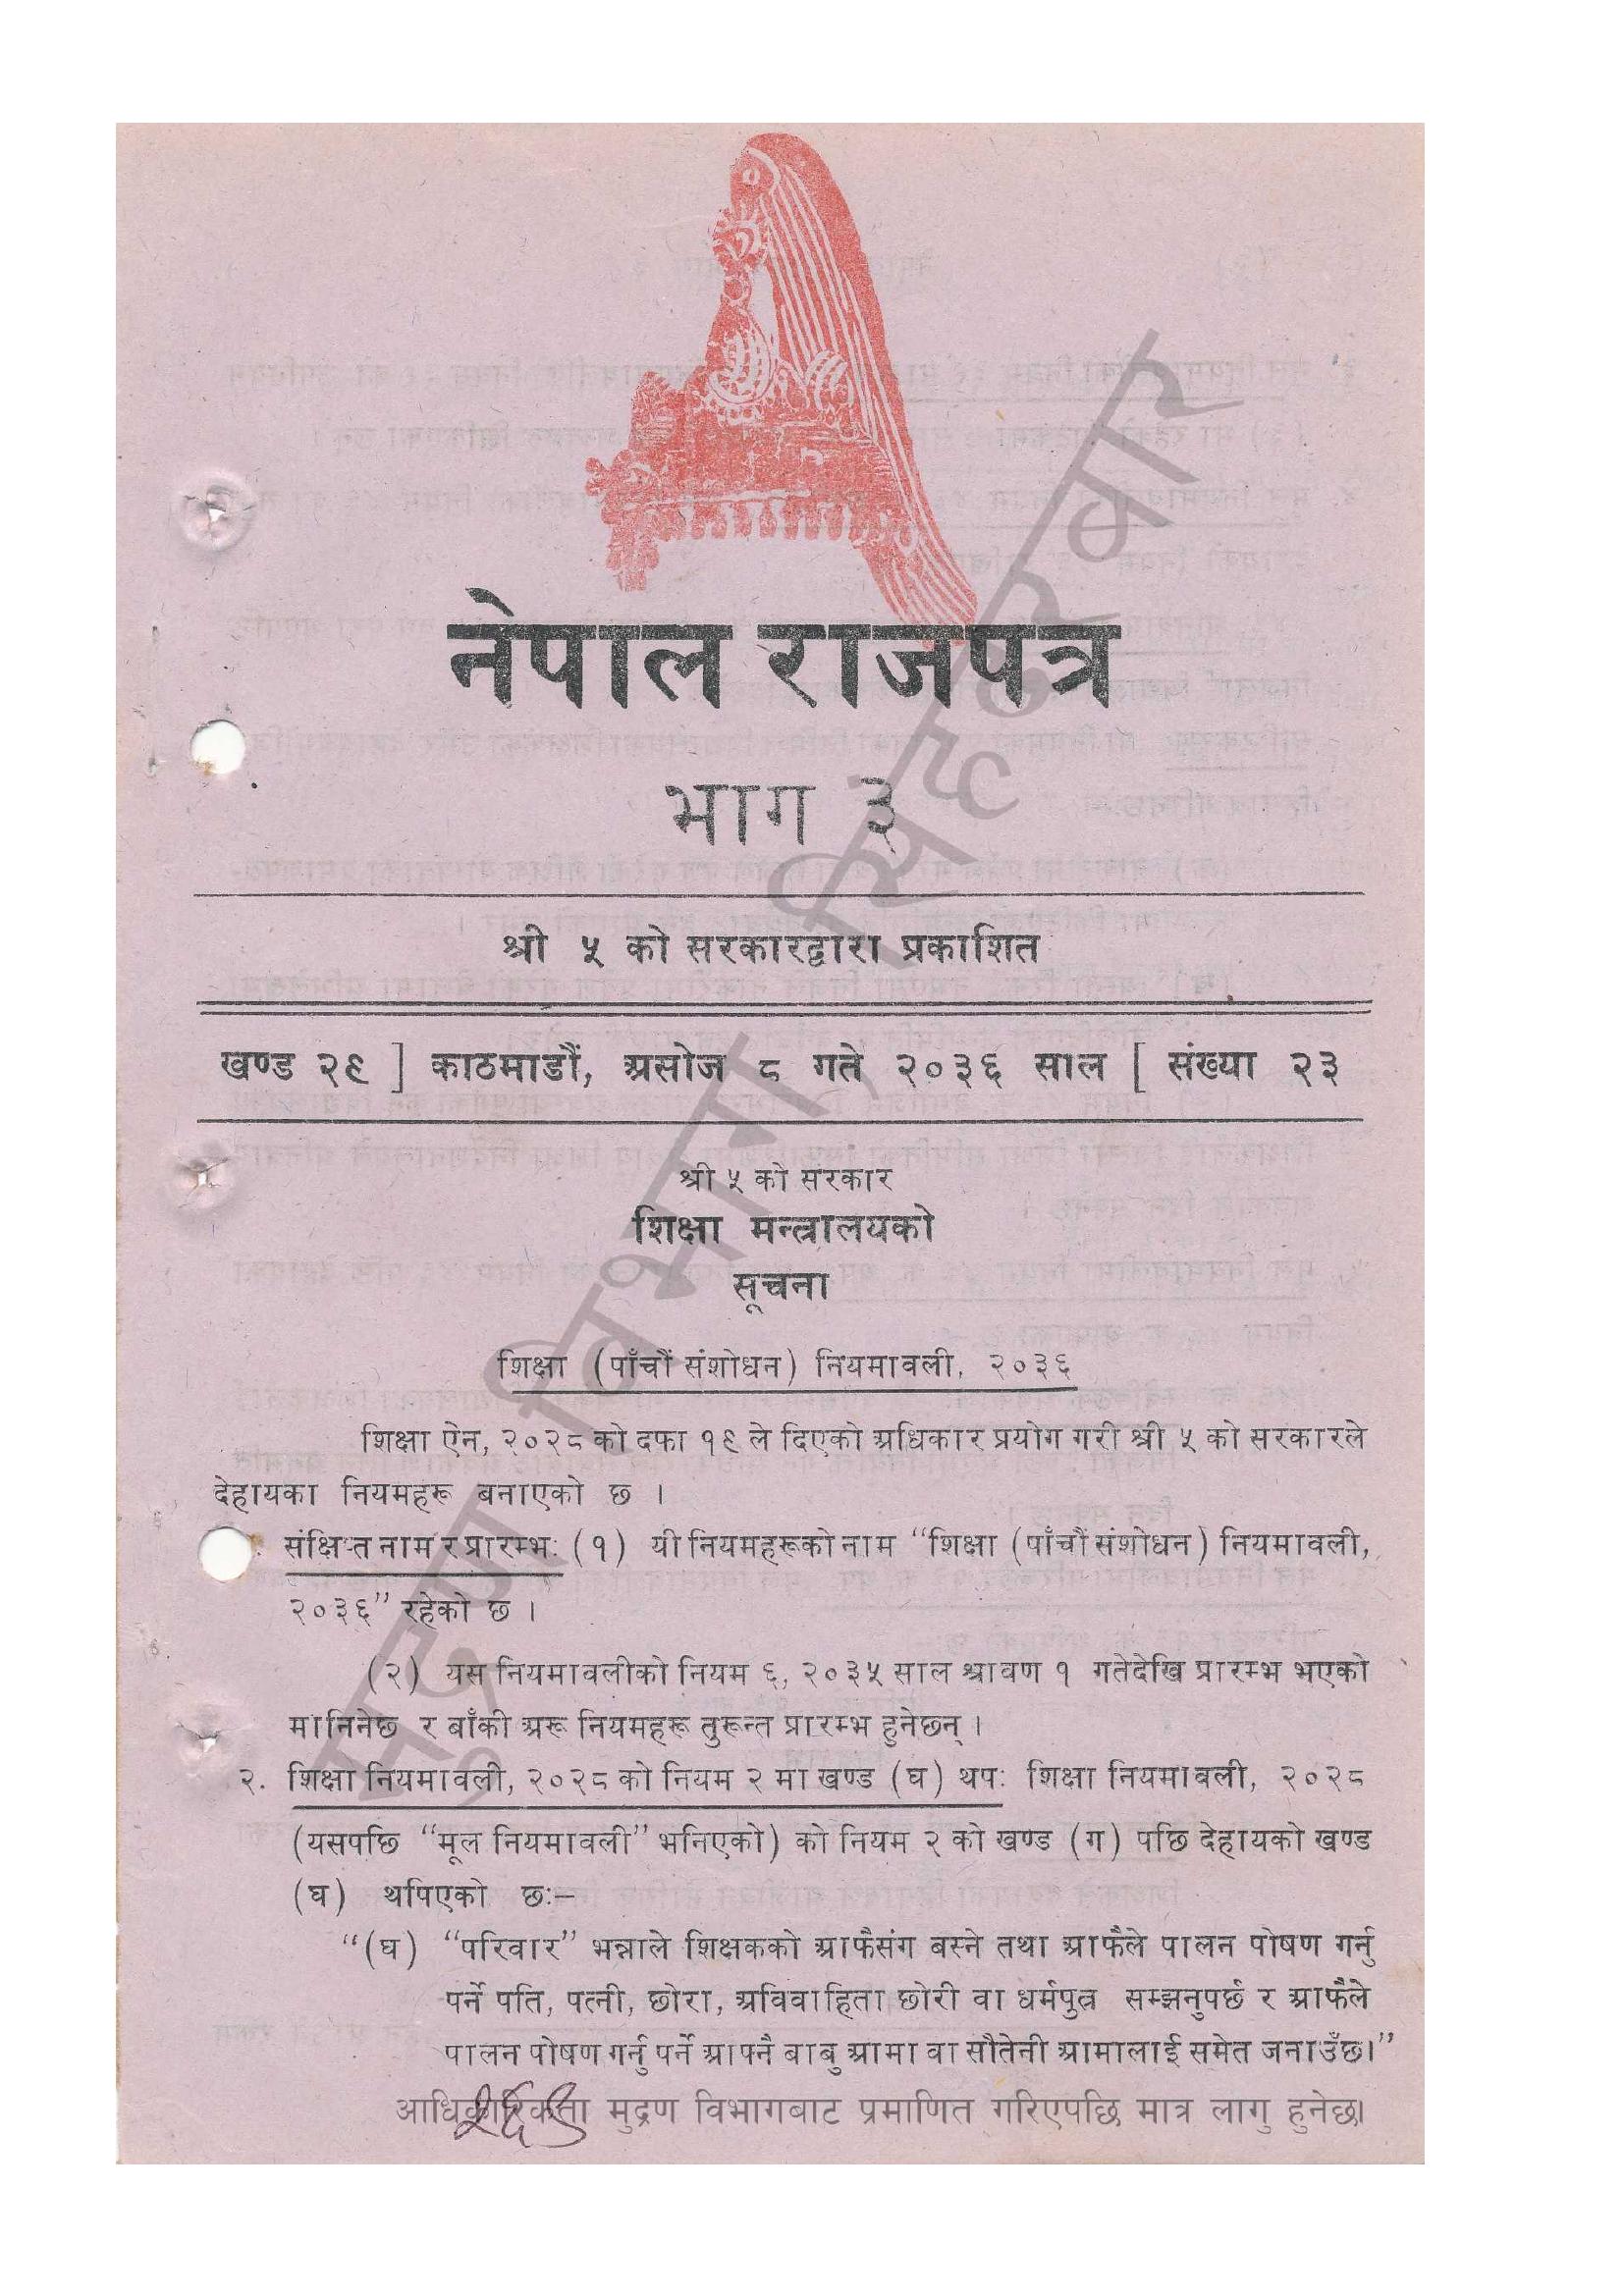 नेपाल राजपत्र
भाग ३
श्री ५ को सरकारद्वारा प्रकाशित
खण्ड २९ ] काठमाडौं, असोज ८ गते २०३६ साल [ संख्या २३
श्री ५ को सरकार
शिक्षा मन्त्रालयको
सूचना
शिक्षा (पाँचौं संशोधन) नियमावली, २०३६
शिक्षा ऐन, २०२८ को दफा १९ ले दिएको अधिकार प्रयोग गरी श्री ५ को सरकारले
देहायका नियमहरू बनाएको छ ।
संक्षिप्त नाम र प्रारम्भः (१) यी नियमहरूको नाम “शिक्षा (पाँचौं संशोधन) नियमावली,
२०३६” रहेको छ ।
(२) यस नियमावलीको नियम ६, २०३५ साल श्रावण १ गतेदेखि प्रारम्भ भएको
मानिनेछ र बाँकी अरू नियमहरू तुरून्त प्रारम्भ हुनेछन् ।
२. शिक्षा नियमावली, २०२८ को नियम २ मा खण्ड (घ) थपः शिक्षा नियमावली, २०२८
(यसपछि “मूल नियमावली” भनिएको) को नियम २ को खण्ड (ग) पछि देहायको खण्ड
(घ) थपिएको छः–
“(घ) “परिवार” भन्नाले शिक्षकको आफैसंग बस्ने तथा आफैले पालन पोषण गर्नु
पर्ने पति, पत्नी, छोरा, अविवाहिता छोरी वा धर्मपुत्र सम्झनुपर्छ र आफैले
पालन पोषण गर्नु पर्ने आफ्नै बाबु आमा वा सौतेनी आमालाई समेत जनाउँछ।”
आधिकारिकता मुद्रण विभागबाट प्रमाणित गरिएपछि मात्र लागु हुनेछ।
मुद्रण विभाग, सिंहदरबार